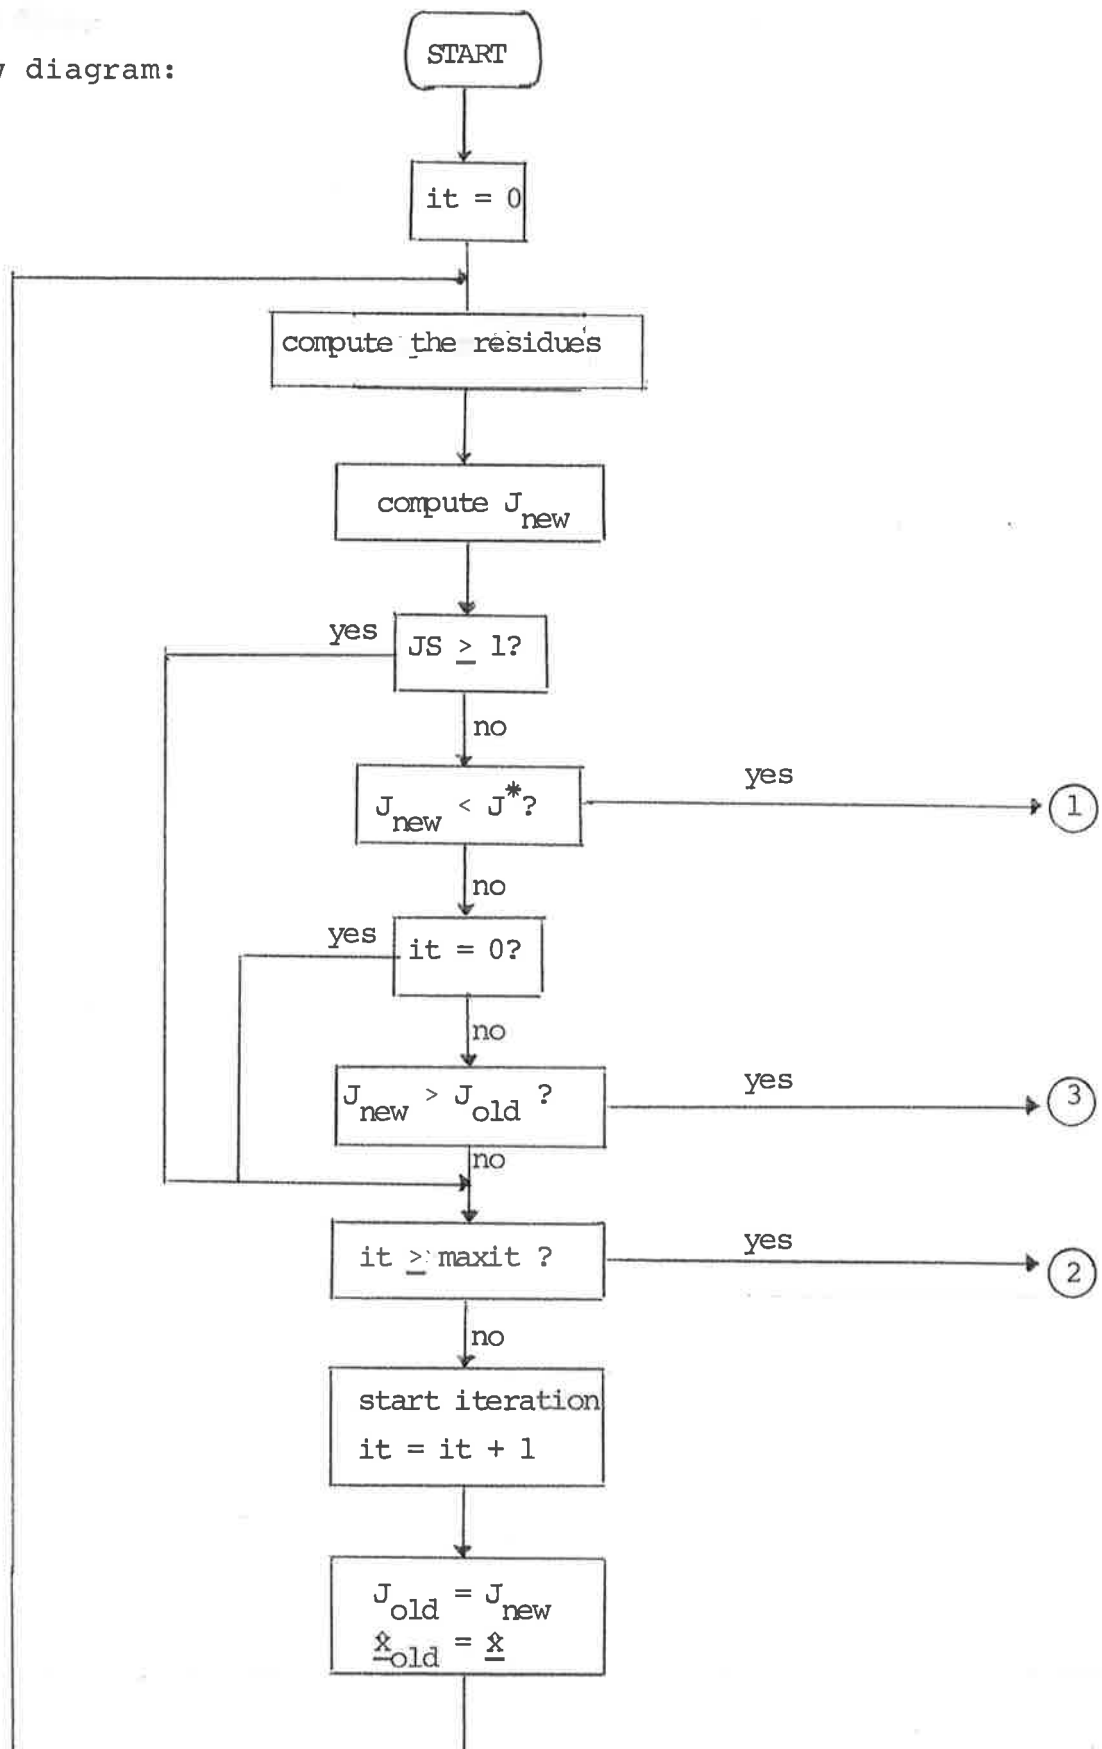 diagram:
START
it = 0
compute the residues
compute J_new
yes
JS ≥ 1?
no
J_new < J*?
yes
1
no
yes
it = 0?
no
J_new > J_old ?
yes
3
no
it ≥ maxit ?
yes
2
no
start iteration
it = it + 1
J_old = J_new
x̂_old = x̂